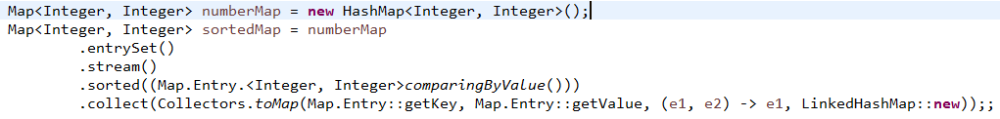 Map<Integer, Integer> numberMap = new HashMap<Integer, Integer>();
Map<Integer, Integer> sortedMap = numberMap
        .entrySet()
        .stream()
        .sorted((Map.Entry.<Integer, Integer>comparingByValue()))
        .collect(Collectors.toMap(Map.Entry::getKey, Map.Entry::getValue, (e1, e2) -> e1, LinkedHashMap::new));;